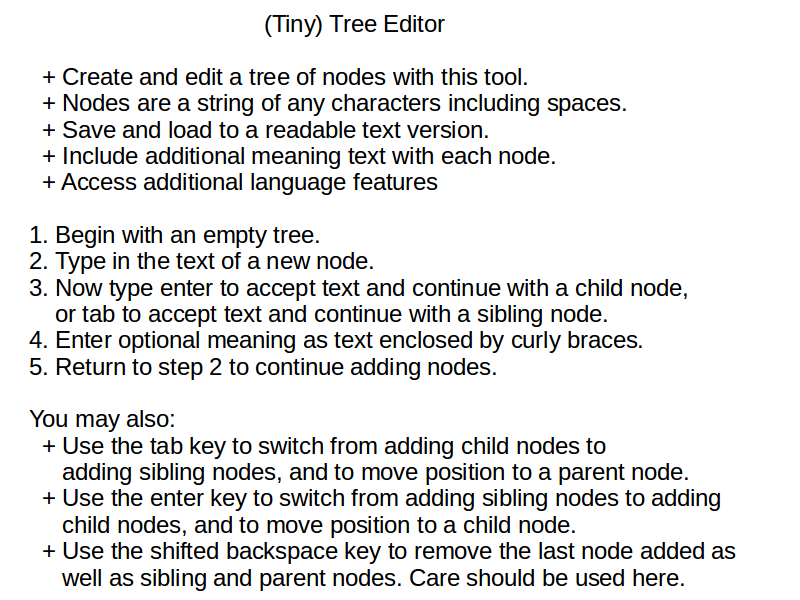 (Tiny) Tree Editor
+ Create and edit a tree of nodes with this tool.
+ Nodes are a string of any characters including spaces.
+ Save and load to a readable text version.
+ Include additional meaning text with each node.
+ Access additional language features
1. Begin with an empty tree.
2. Type in the text of a new node.
3. Now type enter to accept text and continue with a child node,
or tab to accept text and continue with a sibling node.
4. Enter optional meaning as text enclosed by curly braces.
5. Return to step 2 to continue adding nodes.
You may also:
+ Use the tab key to switch from adding child nodes to
adding sibling nodes, and to move position to a parent node.
+ Use the enter key to switch from adding sibling nodes to adding
child nodes, and to move position to a child node.
+ Use the shifted backspace key to remove the last node added as
well as sibling and parent nodes. Care should be used here.